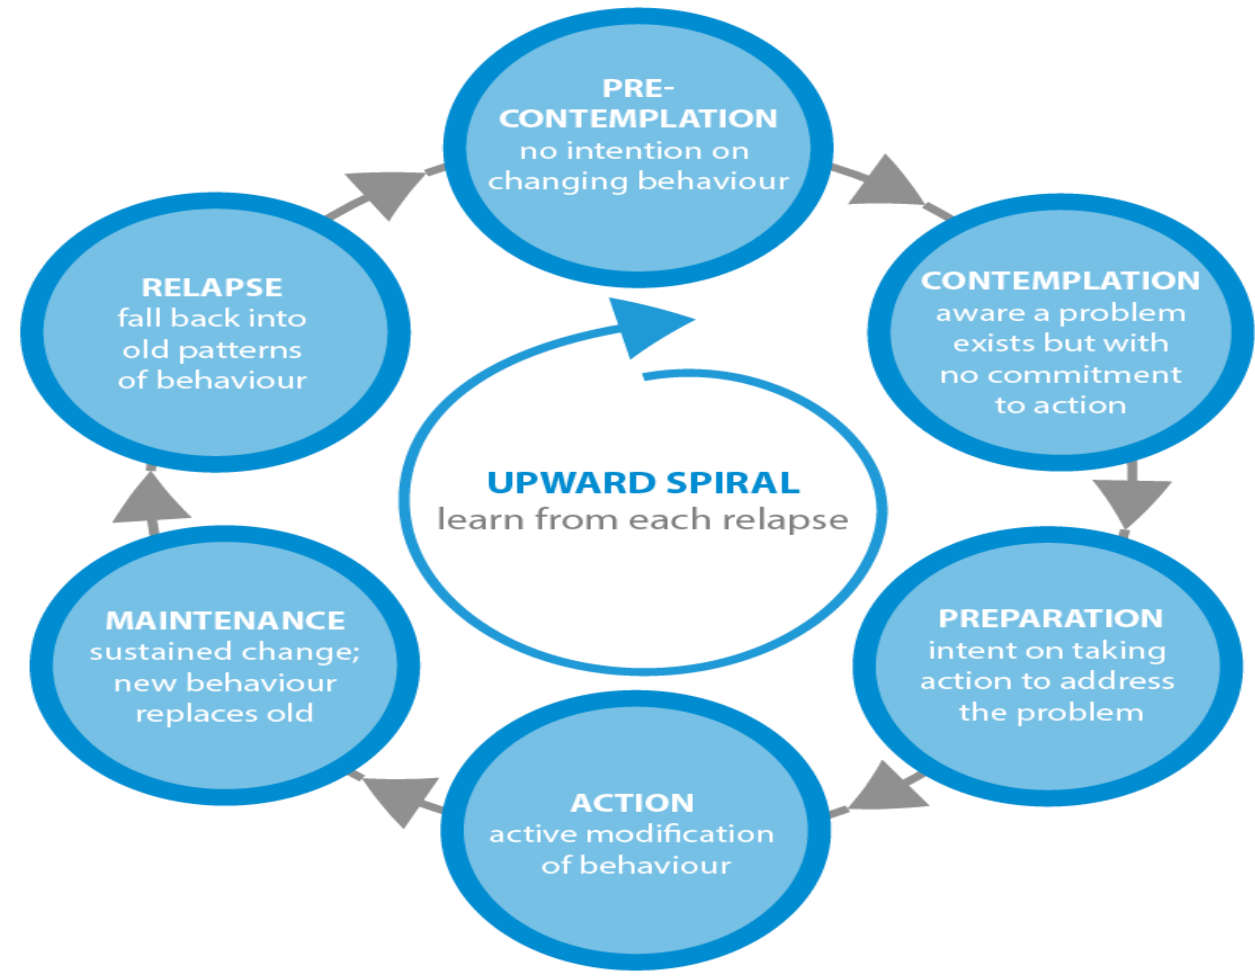 PRE-
CONTEMPLATION
no intention on
changing behaviour
CONTEMPLATION
aware a problem
exists but with
no commitment
to action
PREPARATION
intent on taking
action to address
the problem
ACTION
active modification
of behaviour
MAINTENANCE
sustained change;
new behaviour
replaces old
RELAPSE
fall back into
old patterns
of behaviour
UPWARD SPIRAL
learn from each relapse